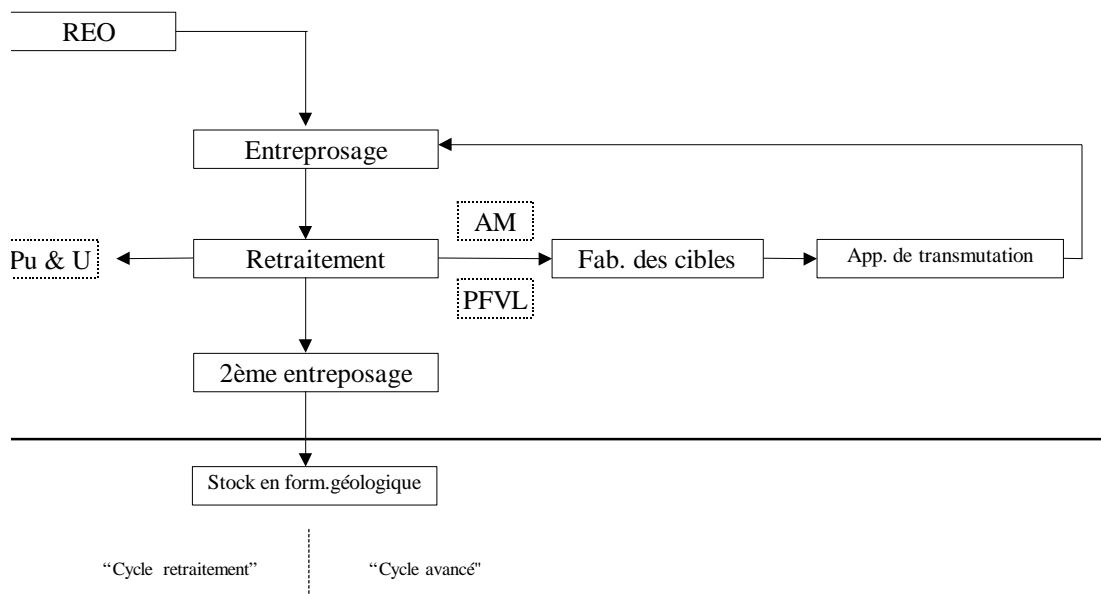 REO
Entreprosage
AM
Pu & U
Retraitement
Fab. des cibles
App. de transmutation
PFVL
2ème entreposage
Stock en form.géologique
“Cycle retraitement”
“Cycle avancé"